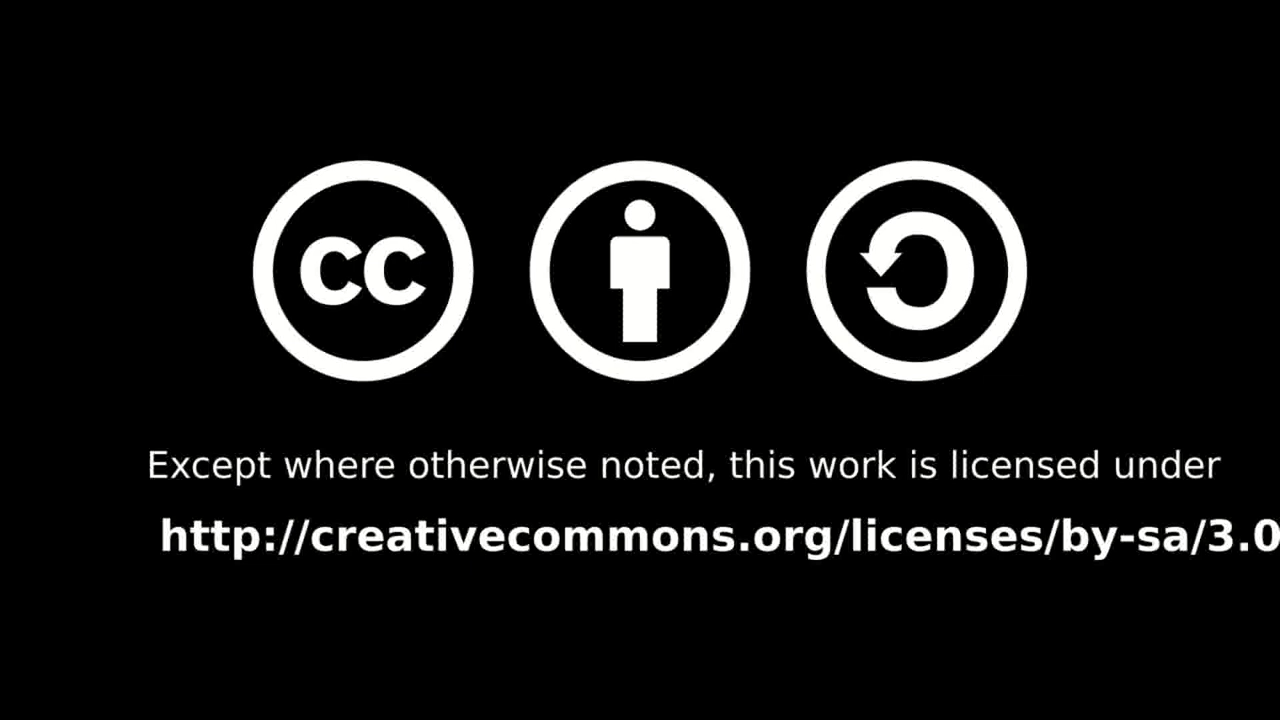 cc
Except where otherwise noted, this work is licensed under
http://creativecommons.org/licenses/by-sa/3.0